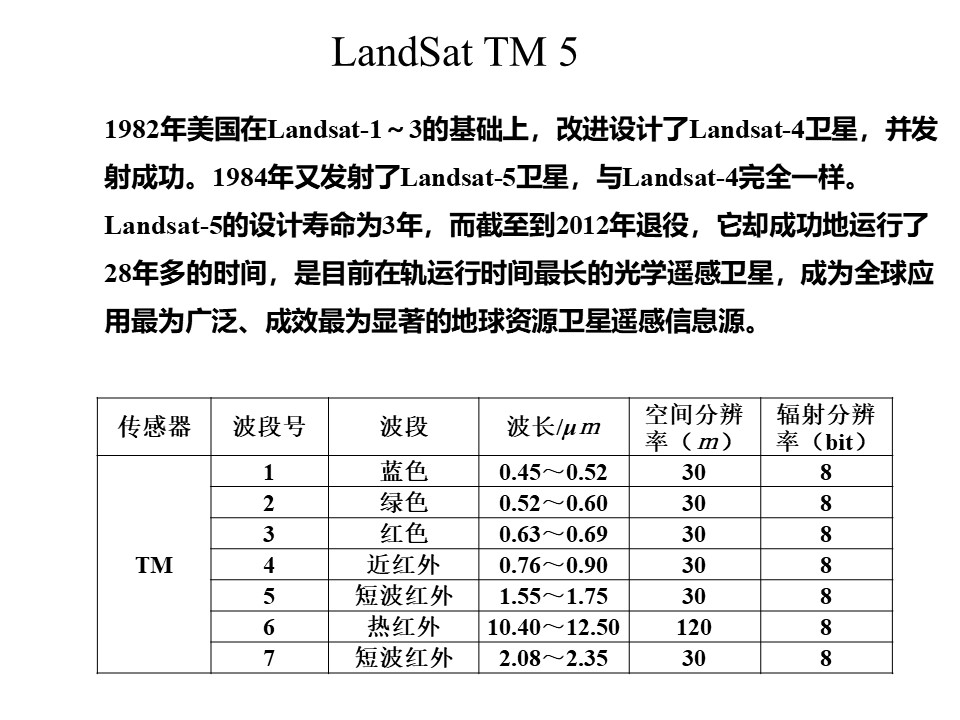 LandSat TM 5
1982年美国在Landsat-1～3的基础上，改进设计了Landsat-4卫星，并发
射成功。1984年又发射了Landsat-5卫星，与Landsat-4完全一样。
Landsat-5的设计寿命为3年，而截至到2012年退役，它却成功地运行了
28年多的时间，是目前在轨运行时间最长的光学遥感卫星，成为全球应
用最为广泛、成效最为显著的地球资源卫星遥感信息源。
传感器 波段号 波段 波长/μm 空间分辨率（m） 辐射分辨率（bit）
TM
1 蓝色 0.45～0.52 30 8
2 绿色 0.52～0.60 30 8
3 红色 0.63～0.69 30 8
4 近红外 0.76～0.90 30 8
5 短波红外 1.55～1.75 30 8
6 热红外 10.40～12.50 120 8
7 短波红外 2.08～2.35 30 8